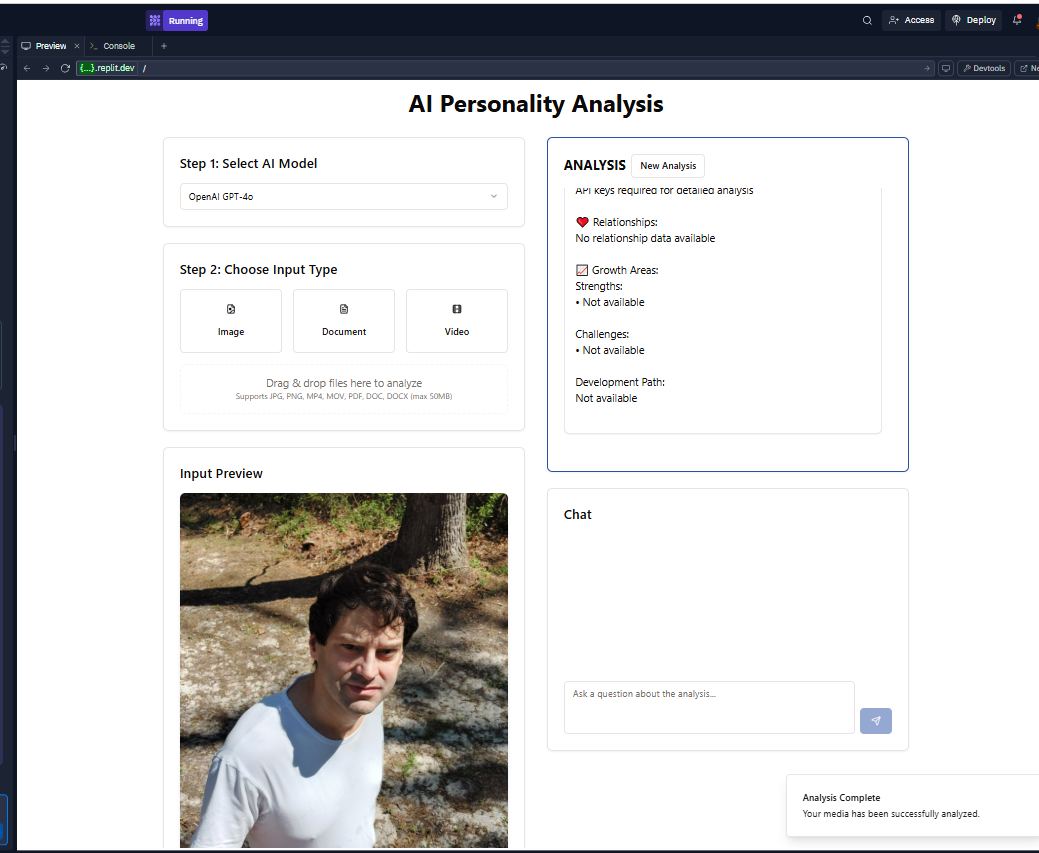 Running
Access
Deploy
Preview
Console
{...}.replit.dev /
Devtools
AI Personality Analysis
Step 1: Select AI Model
OpenAI GPT-4o
Step 2: Choose Input Type
Image
Document
Video
Drag & drop files here to analyze
Supports JPG, PNG, MP4, MOV, PDF, DOC, DOCX (max 50MB)
Input Preview
ANALYSIS
New Analysis
API keys required for detailed analysis
❤️ Relationships:
No relationship data available
📈 Growth Areas:
Strengths:
• Not available
Challenges:
• Not available
Development Path:
Not available
Chat
Ask a question about the analysis...
Analysis Complete
Your media has been successfully analyzed.